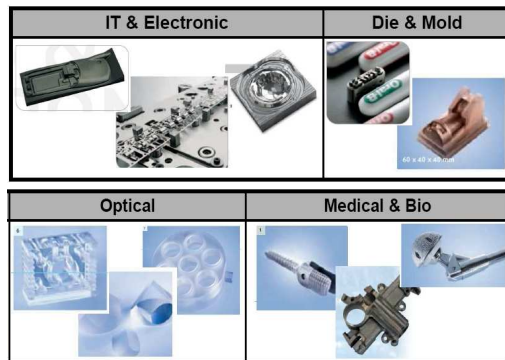 IT & Electronic
Die & Mold
60 x 40 x 40 mm
Optical
Medical & Bio